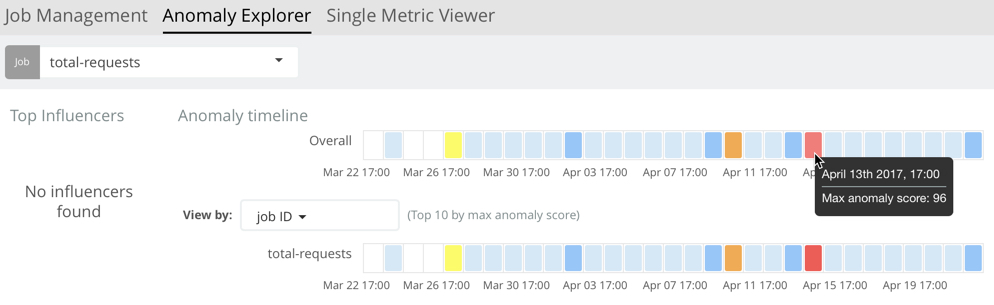 Job Management Anomaly Explorer Single Metric Viewer
Job total-requests
Top Influencers Anomaly timeline
Overall
Mar 22 17:00 Mar 26 17:00 Mar 30 17:00 Apr 03 17:00 Apr 07 17:00 Apr 11 17:00
April 13th 2017, 17:00
Max anomaly score: 96
No influencers
found
View by: job ID (Top 10 by max anomaly score)
total-requests
Mar 22 17:00 Mar 26 17:00 Mar 30 17:00 Apr 03 17:00 Apr 07 17:00 Apr 11 17:00 Apr 15 17:00 Apr 19 17:00